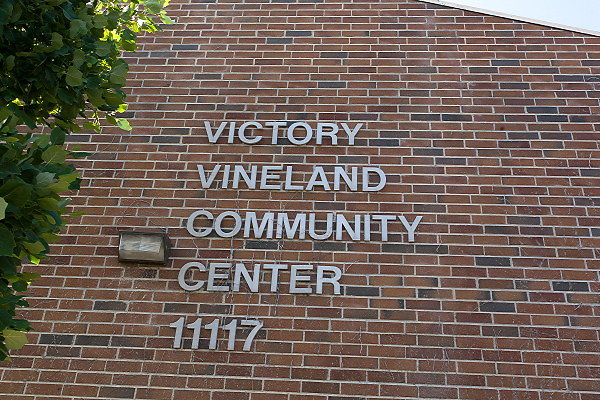 VICTORY
VINELAND
COMMUNITY
CENTER
11117